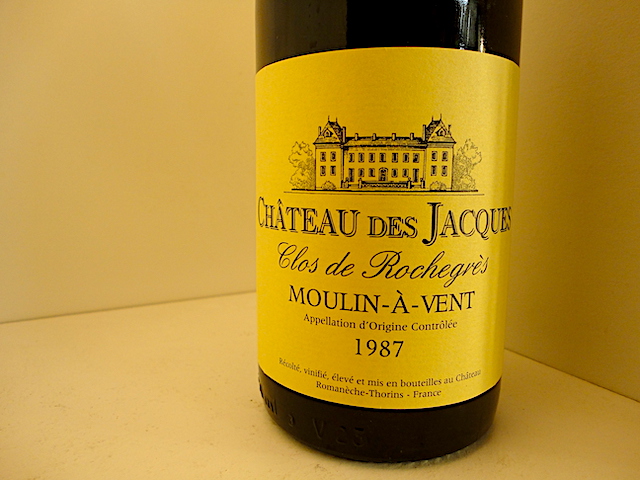 CHÂTEAU DES JACQUES
Clos de Rochegrès
MOULIN-À-VENT
Appellation d'Origine Contrôlée
1987
Récolté, vinifié, élevé et mis en bouteilles au Château
Romanèche-Thorins - France